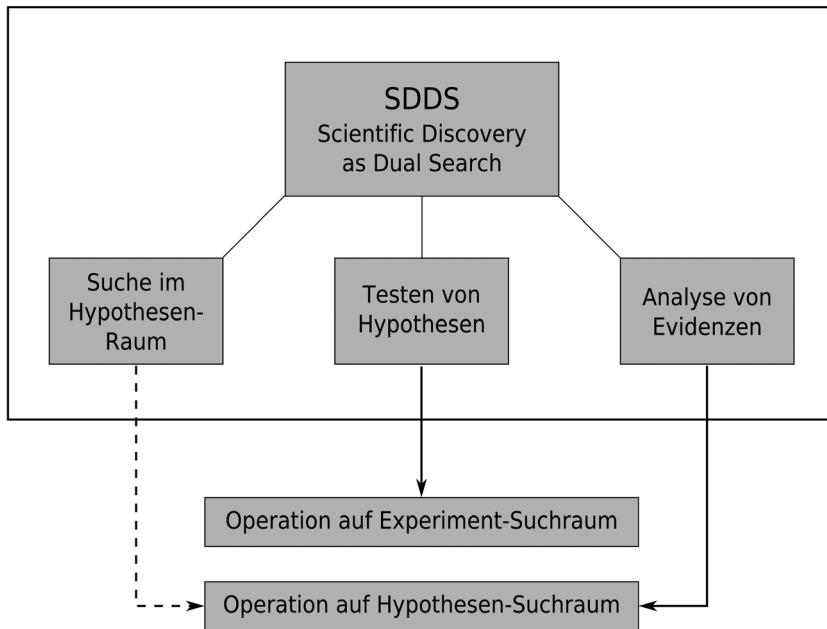 SDDS
Scientific Discovery
as Dual Search
Suche im
Hypothesen-
Raum
Testen von
Hypothesen
Analyse von
Evidenzen
Operation auf Experiment-Suchraum
Operation auf Hypothesen-Suchraum